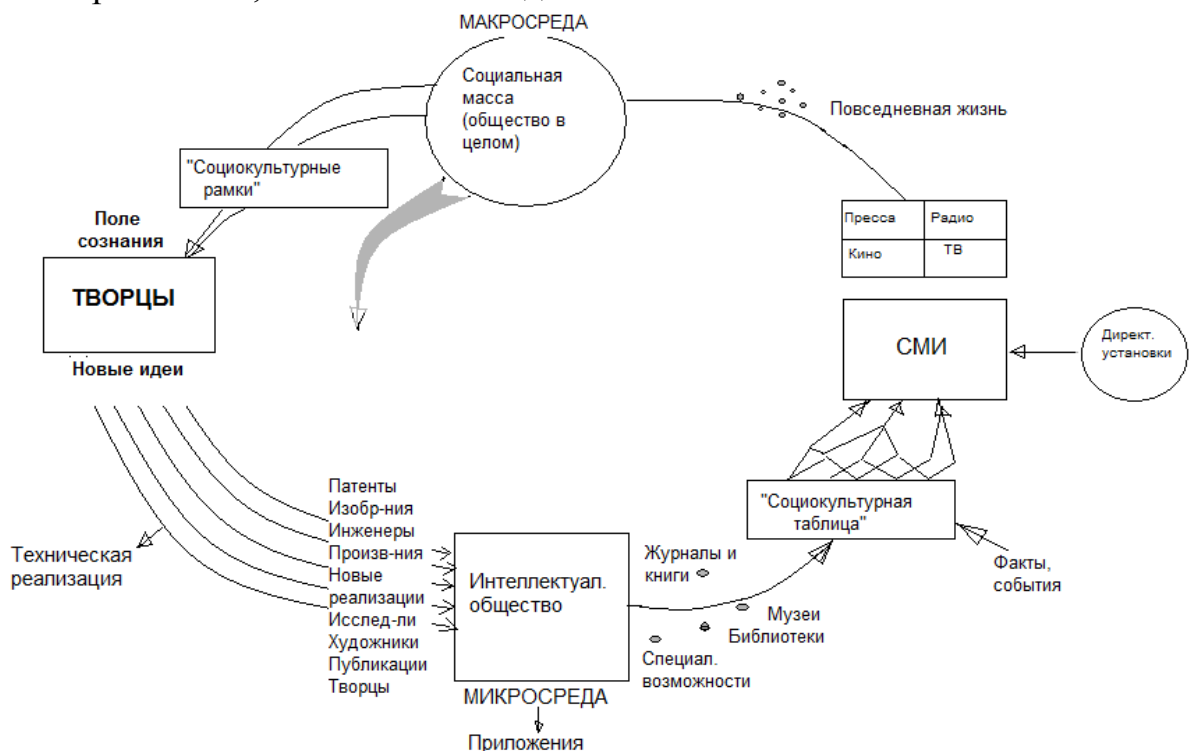 МАКРОСРЕДА
Социальная
масса
(общество в
целом)
Повседневная жизнь
"Социокультурные
рамки"
Пресса
Радио
Кино
ТВ
Поле
сознания
ТВОРЦЫ
Новые идеи
СМИ
Директ.
установки
"Социокультурная
таблица"
Факты,
события
Техническая
реализация
Патенты
Изобр-ния
Инженеры
Произв-ния
Новые
реализации
Исслед-ли
Художники
Публикации
Творцы
Интеллектуал.
общество
МИКРОСРЕДА
Приложения
Журналы и
книги
Музеи
Библиотеки
Специал.
возможности